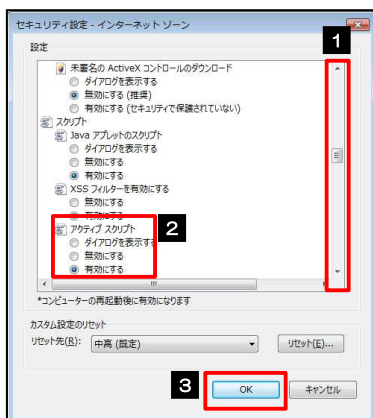 セキュリティ設定 - インターネット ゾーン
1
設定
未署名の ActiveX コントロールのダウンロード
ダイアログを表示する
無効にする (推奨)
有効にする (セキュリティで保護されていない)
スクリプト
Java アプレットのスクリプト
ダイアログを表示する
無効にする
有効にする
XSS フィルターを有効にする
無効にする
有効にする
2
アクティブ スクリプト
ダイアログを表示する
無効にする
有効にする
*コンピューターの再起動後に有効になります
カスタム設定のリセット
リセット先(R):
中高 (既定)
リセット(E)...
3
OK
キャンセル